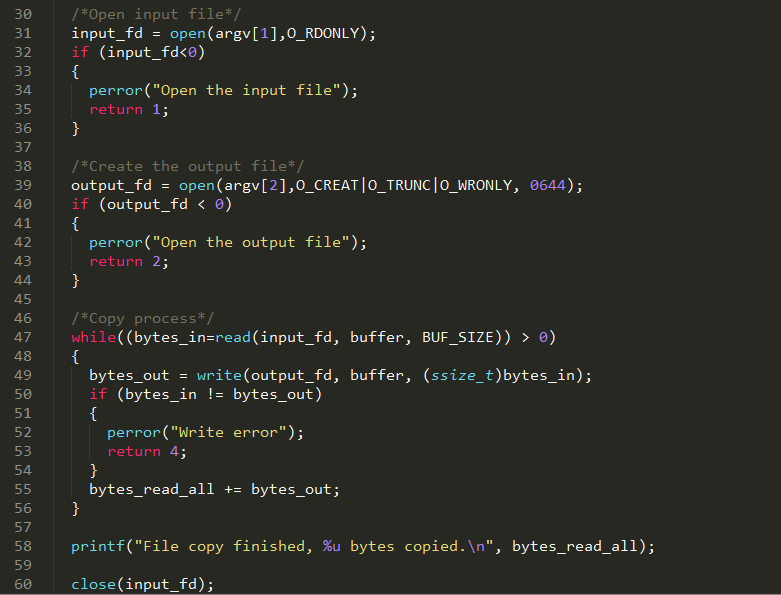 30 /*Open input file*/
31 input_fd = open(argv[1],O_RDONLY);
32 if (input_fd<0)
33 {
34 perror("Open the input file");
35 return 1;
36 }
37
38 /*Create the output file*/
39 output_fd = open(argv[2],O_CREAT|O_TRUNC|O_WRONLY, 0644);
40 if (output_fd < 0)
41 {
42 perror("Open the output file");
43 return 2;
44 }
45
46 /*Copy process*/
47 while((bytes_in=read(input_fd, buffer, BUF_SIZE)) > 0)
48 {
49 bytes_out = write(output_fd, buffer, (ssize_t)bytes_in);
50 if (bytes_in != bytes_out)
51 {
52 perror("Write error");
53 return 4;
54 }
55 bytes_read_all += bytes_out;
56 }
57
58 printf("File copy finished, %u bytes copied.\n", bytes_read_all);
59
60 close(input_fd);